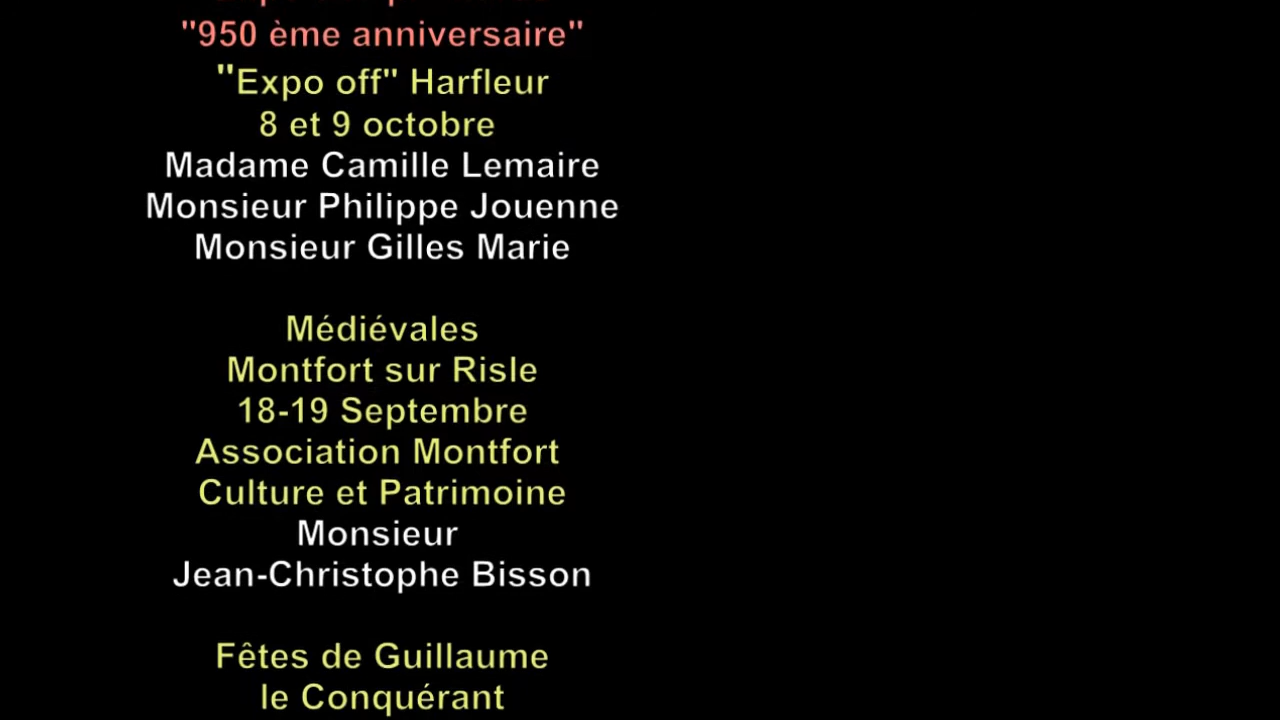 "950 ème anniversaire"
"Expo off" Harfleur
8 et 9 octobre
Madame Camille Lemaire
Monsieur Philippe Jouenne
Monsieur Gilles Marie
Médiévales
Montfort sur Risle
18-19 Septembre
Association Montfort
Culture et Patrimoine
Monsieur
Jean-Christophe Bisson
Fêtes de Guillaume
le Conquérant